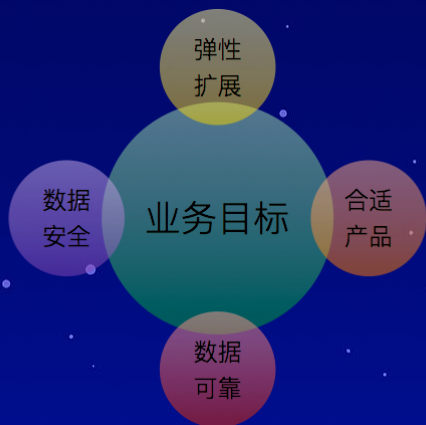 弹性
扩展
数据
安全
业务目标
合适
产品
数据
可靠